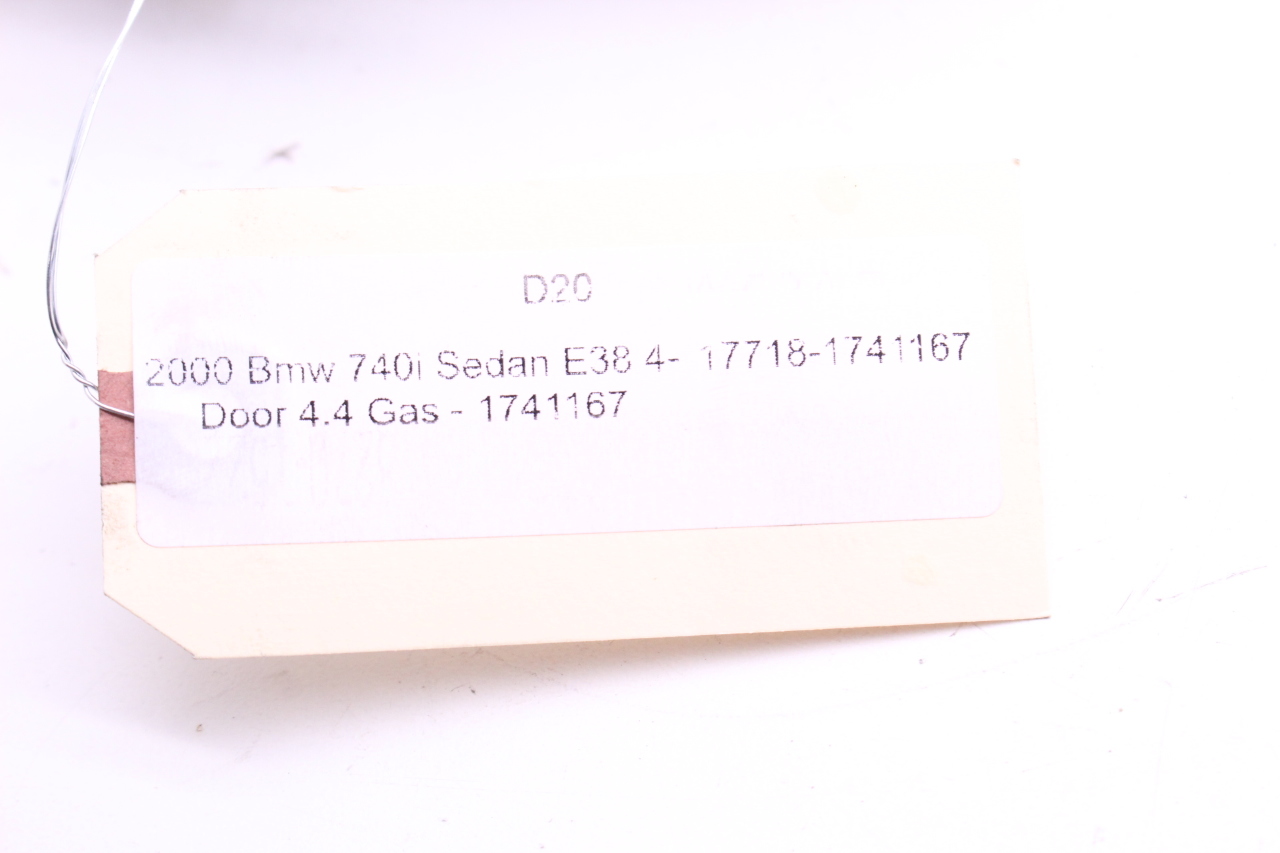 D20
2000 Bmw 740i Sedan E38 4- 17718-1741167
Door 4.4 Gas - 1741167